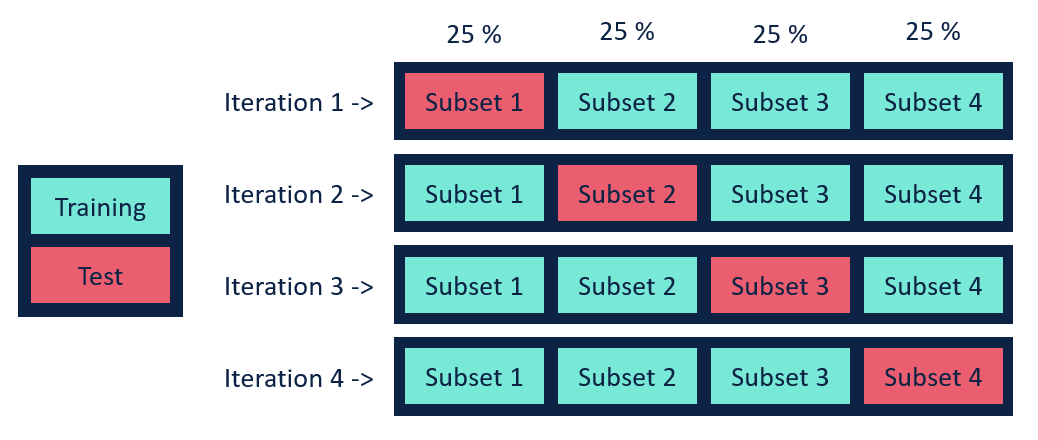 25 % 25 % 25 % 25 %
Iteration 1 -> Subset 1 Subset 2 Subset 3 Subset 4
Iteration 2 -> Subset 1 Subset 2 Subset 3 Subset 4
Training
Test
Iteration 3 -> Subset 1 Subset 2 Subset 3 Subset 4
Iteration 4 -> Subset 1 Subset 2 Subset 3 Subset 4